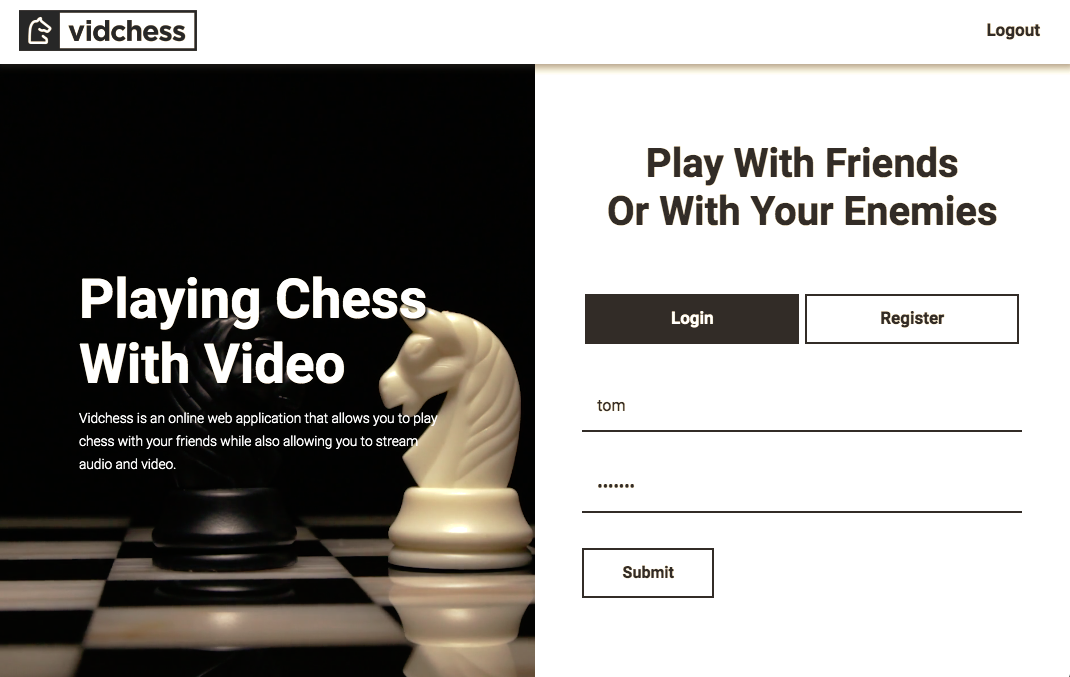 vidchess
Logout
Playing Chess
With Video
Vidchess is an online web application that allows you to play
chess with your friends while also allowing you to stream
audio and video.
Play With Friends
Or With Your Enemies
Login
Register
tom
•••••••
Submit